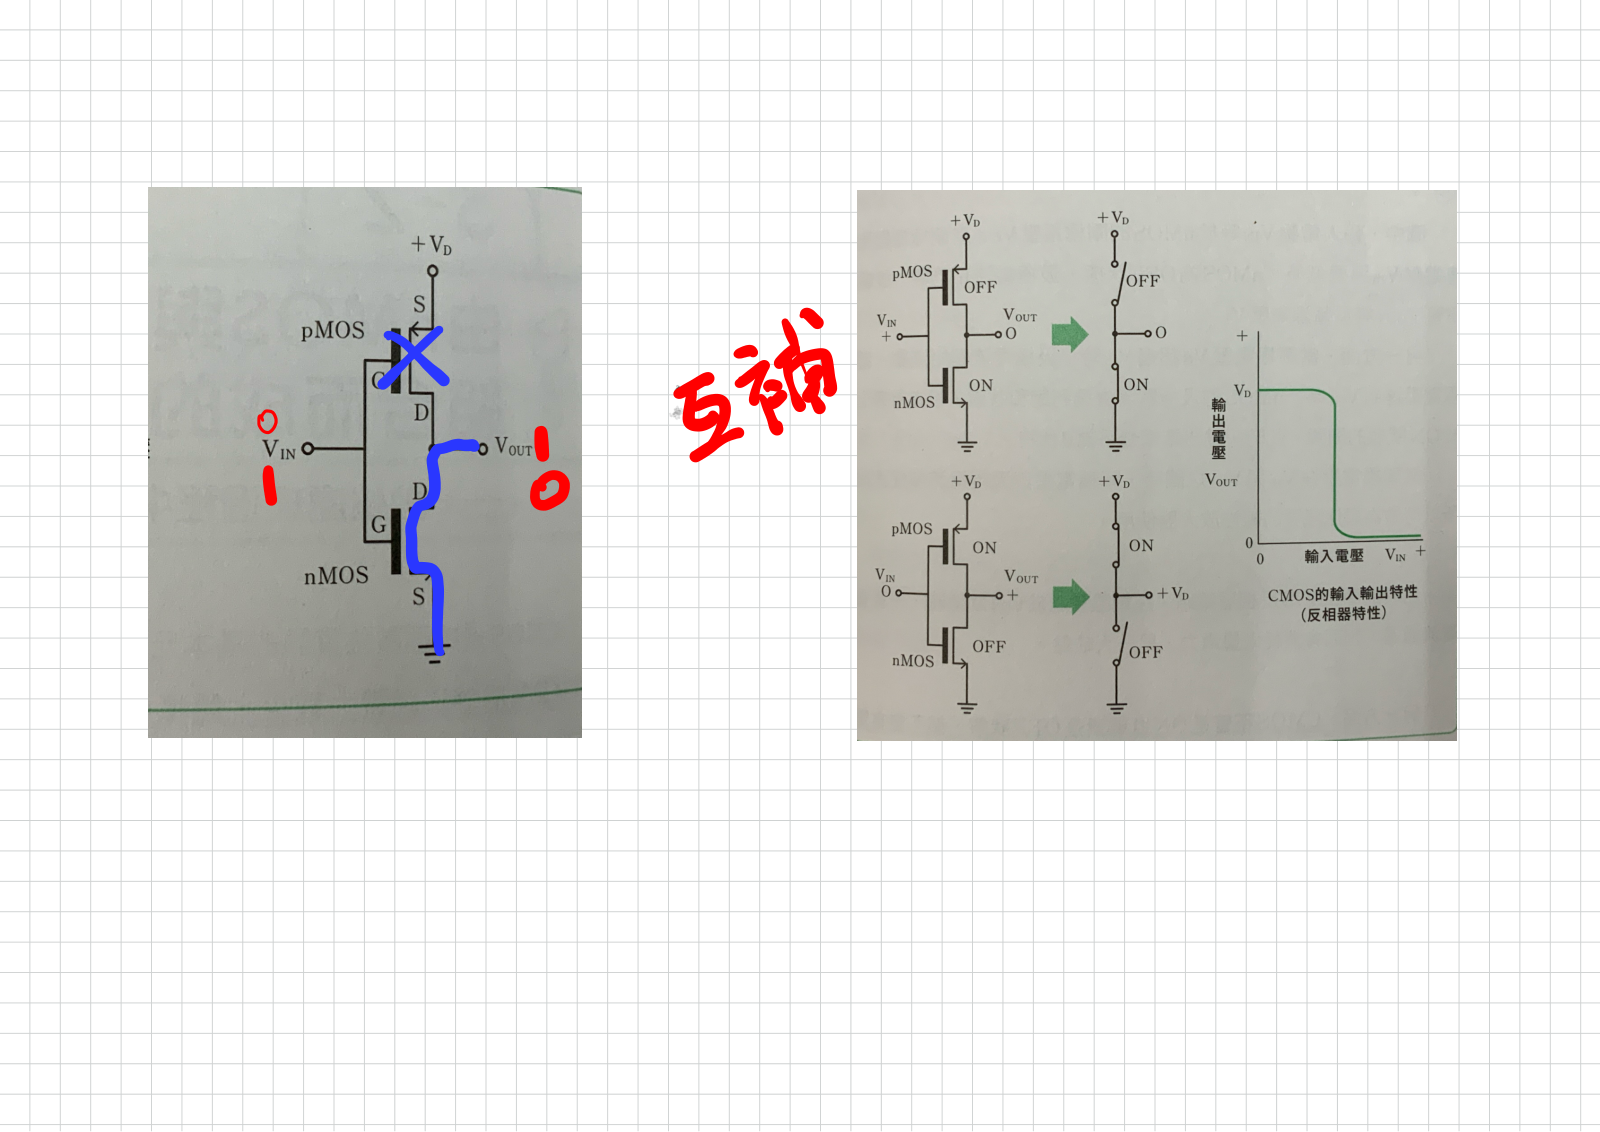 +VD
S
pMOS
G
D
0
VIN
1
VOUT
1
0
D
G
nMOS
S
互補
+VD
pMOS
OFF
VIN
+
VOUT
O
ON
nMOS
+VD
OFF
O
ON
+VD
pMOS
ON
VIN
O
VOUT
+
OFF
nMOS
+VD
ON
+VD
OFF
+
VD
輸出電壓
VOUT
0
0
輸入電壓 VIN +
CMOS的輸入輸出特性
(反相器特性)